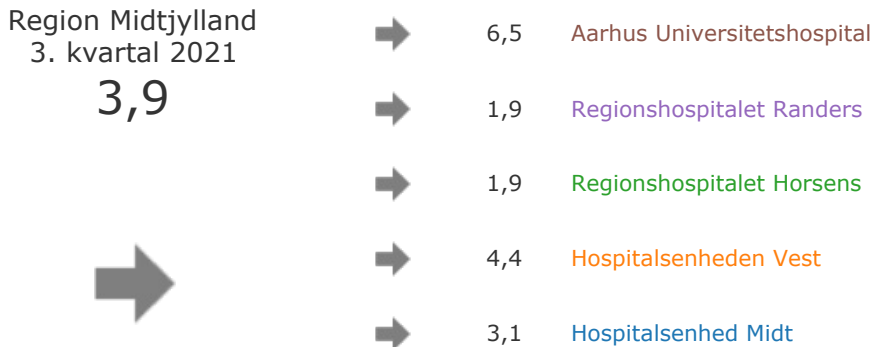 Region Midtjylland
3. kvartal 2021
3,9
6,5 Aarhus Universitetshospital
1,9 Regionshospitalet Randers
1,9 Regionshospitalet Horsens
4,4 Hospitalsenheden Vest
3,1 Hospitalsenhed Midt